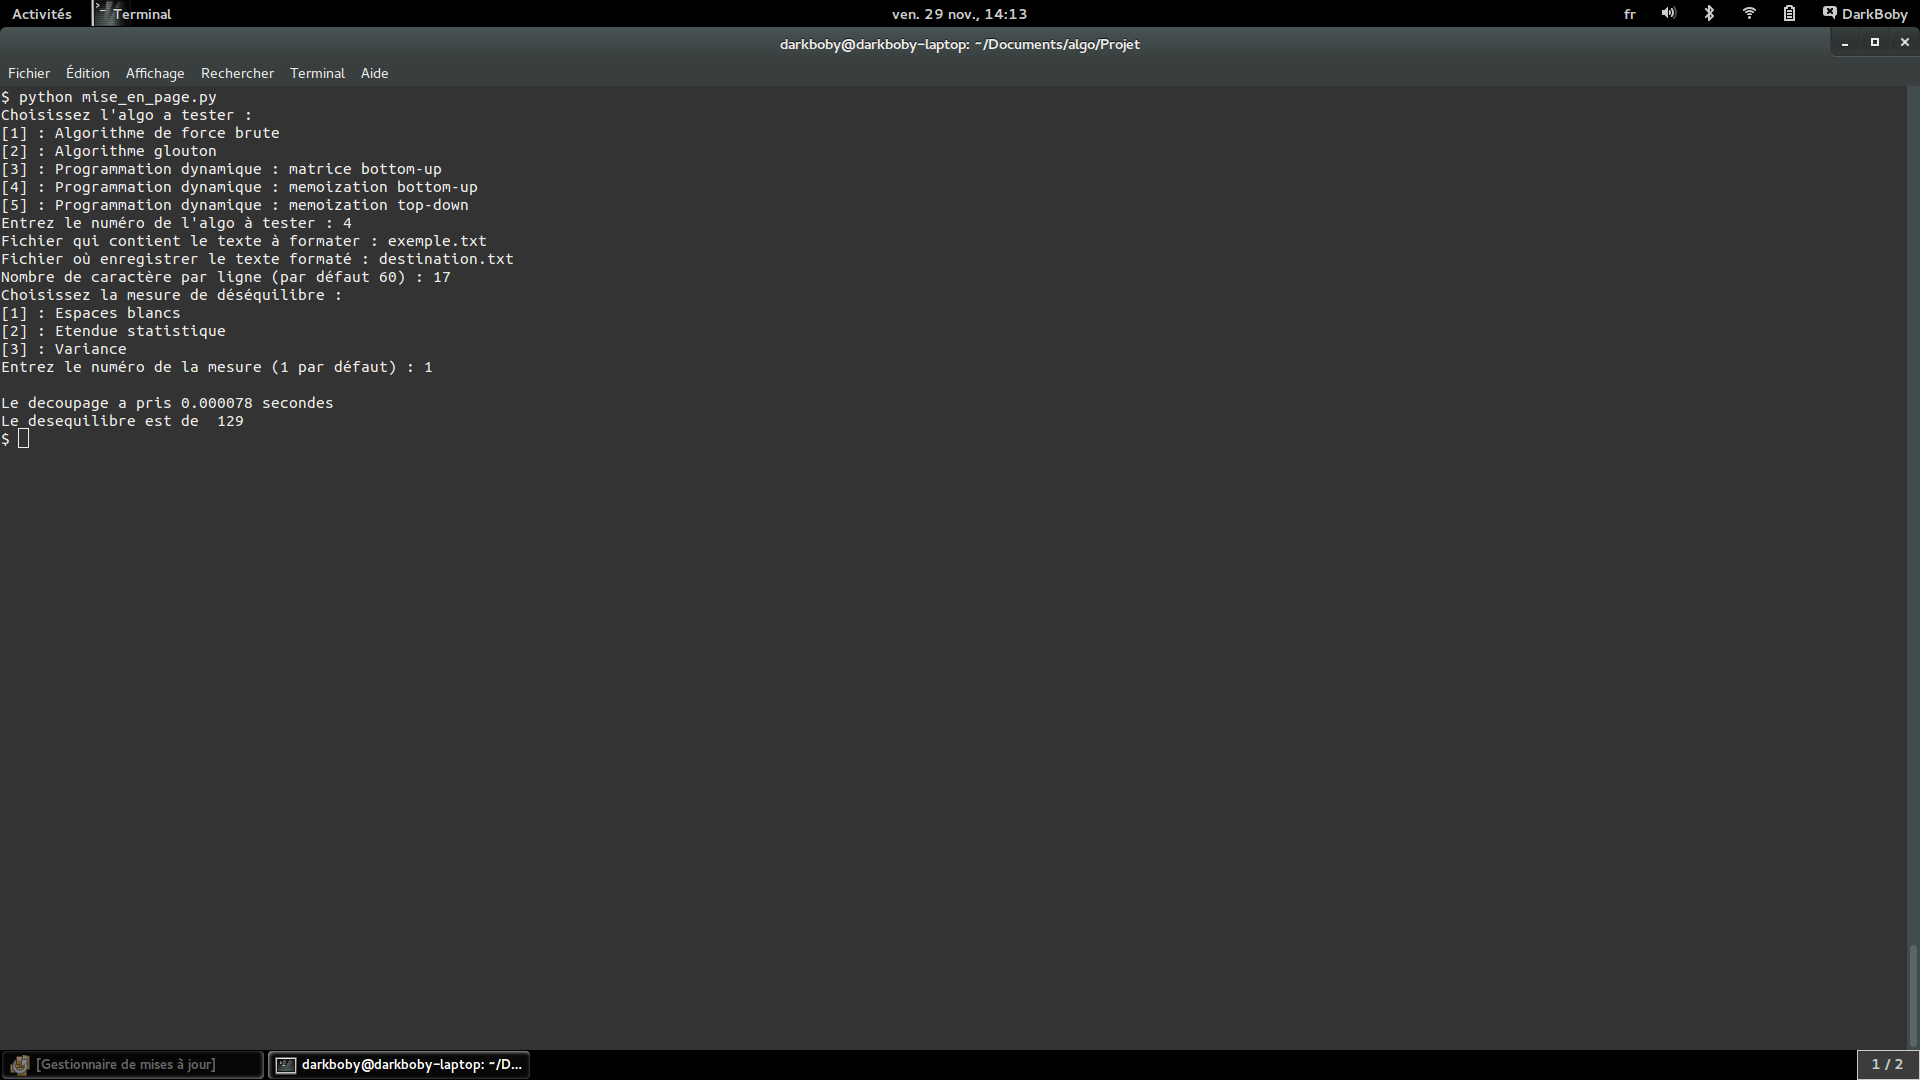 Activités Terminal ven. 29 nov., 14:13 fr DarkBoby
darkboby@darkboby-laptop: ~/Documents/algo/Projet
Fichier Édition Affichage Rechercher Terminal Aide
$ python mise_en_page.py
Choisissez l'algo a tester :
[1] : Algorithme de force brute
[2] : Algorithme glouton
[3] : Programmation dynamique : matrice bottom-up
[4] : Programmation dynamique : memoization bottom-up
[5] : Programmation dynamique : memoization top-down
Entrez le numéro de l'algo à tester : 4
Fichier qui contient le texte à formater : exemple.txt
Fichier où enregistrer le texte formaté : destination.txt
Nombre de caractère par ligne (par défaut 60) : 17
Choisissez la mesure de déséquilibre :
[1] : Espaces blancs
[2] : Etendue statistique
[3] : Variance
Entrez le numéro de la mesure (1 par défaut) : 1
Le decoupage a pris 0.000078 secondes
Le desequilibre est de  129
$
[Gestionnaire de mises à jour] darkboby@darkboby-laptop: ~/D... 1 / 2